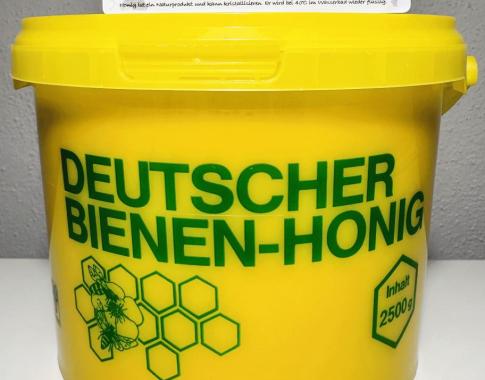 Honig ist ein Naturprodukt und kann kristallisieren. Er wird bei 40°C im Wasserbad wieder flüssig.
DEUTSCHER
BIENEN-HONIG
Inhalt
2500 g